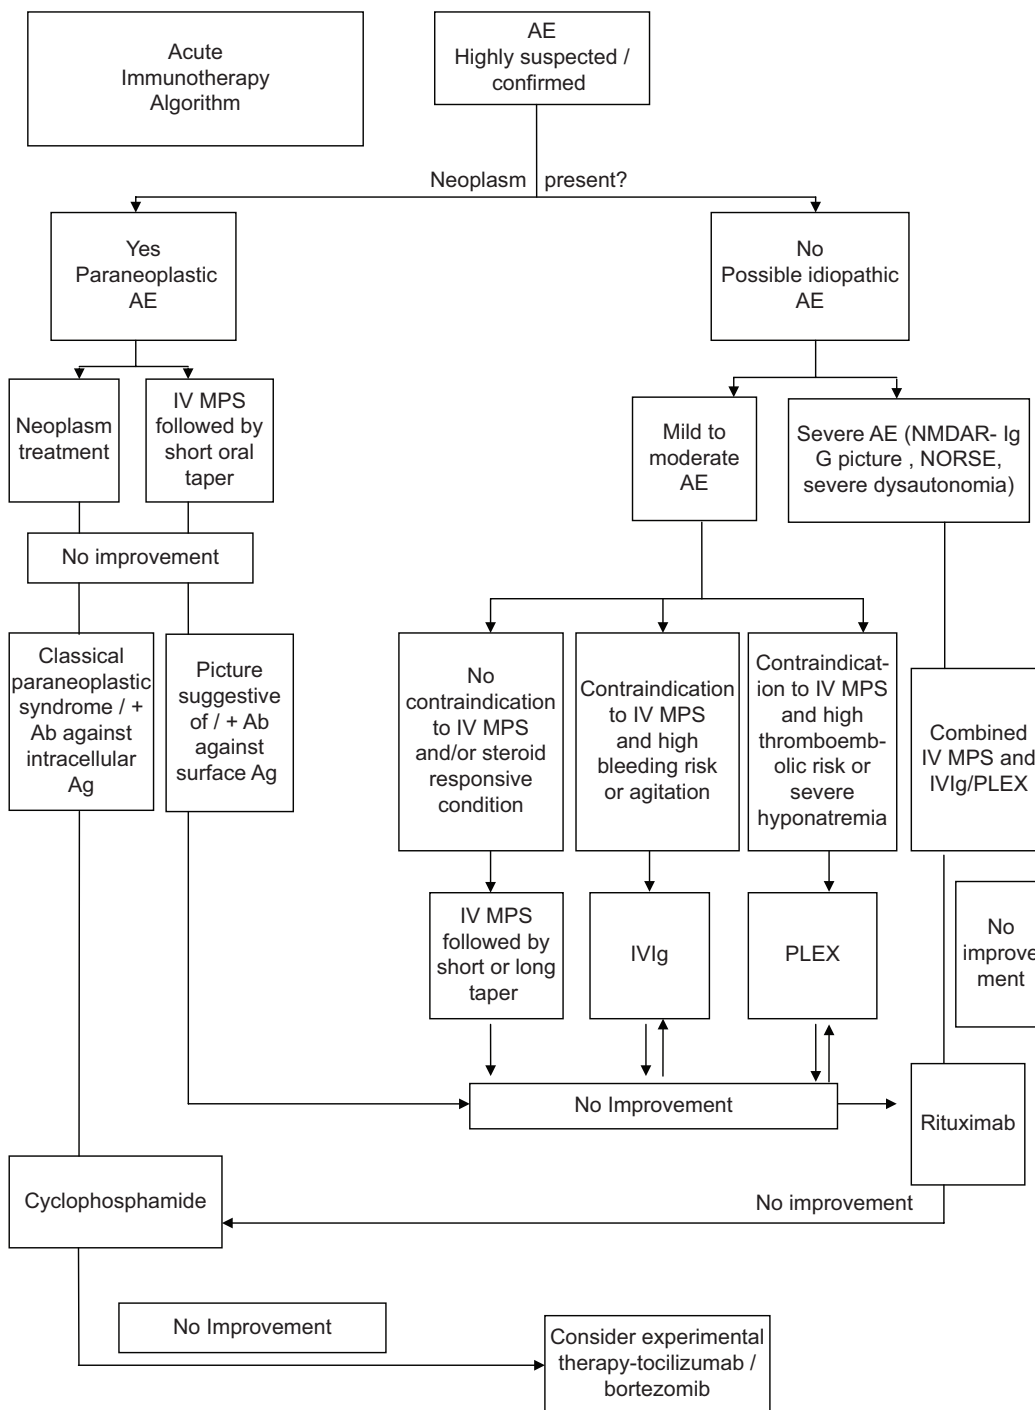 Acute
Immunotherapy
Algorithm
AE
Highly suspected /
confirmed
Neoplasm present?
Yes
Paraneoplastic
AE
No
Possible idiopathic
AE
Neoplasm
treatment
IV MPS
followed by
short oral
taper
Mild to
moderate
AE
Severe AE (NMDAR- Ig
G picture , NORSE,
severe dysautonomia)
No improvement
Classical
paraneoplastic
syndrome / +
Ab against
intracellular
Ag
Picture
suggestive
of / + Ab
against
surface Ag
No
contraindication
to IV MPS
and/or steroid
responsive
condition
Contraindication
to IV MPS
and high
bleeding risk
or agitation
Contraindicat-
ion to IV MPS
and high
thromboemb-
olic risk or
severe
hyponatremia
Combined
IV MPS and
IVIg/PLEX
IV MPS
followed by
short or long
taper
IVIg
PLEX
No
improve
ment
No Improvement
Rituximab
Cyclophosphamide
No improvement
No Improvement
Consider experimental
therapy-tocilizumab /
bortezomib